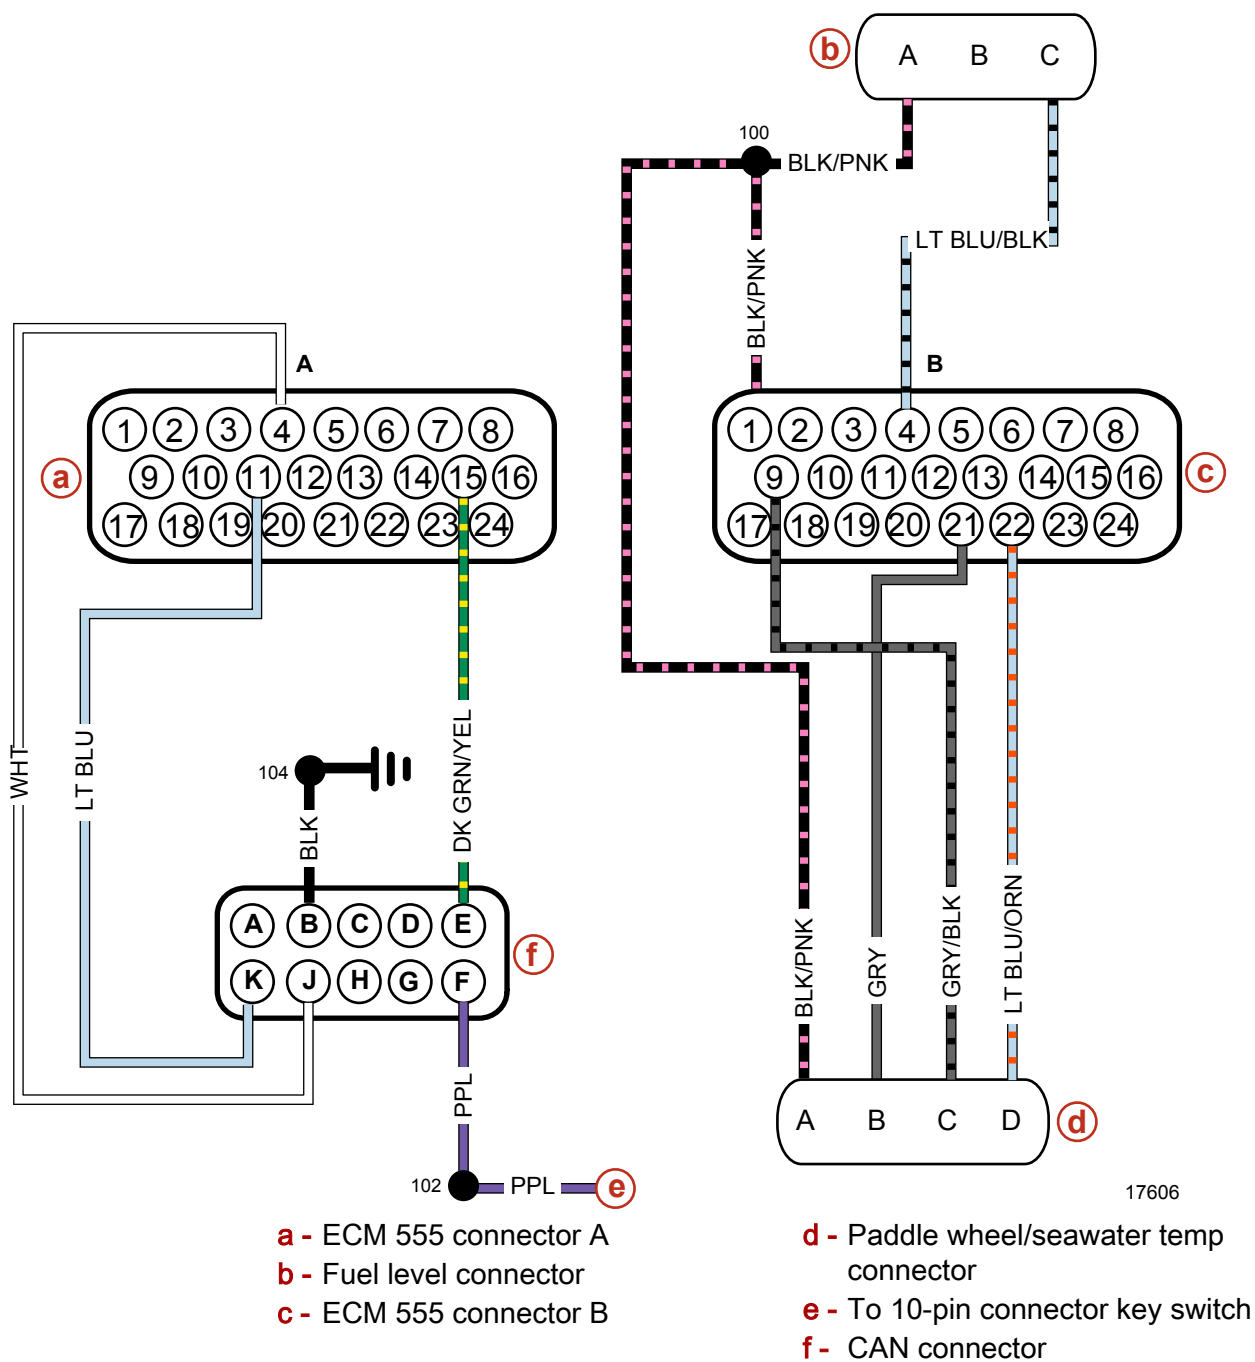 b
A B C
100
BLK/PNK
LT BLU/BLK
BLK/PNK
A
B
1 2 3 4 5 6 7 8
9 10 11 12 13 14 15 16
17 18 19 20 21 22 23 24
a
1 2 3 4 5 6 7 8
9 10 11 12 13 14 15 16
17 18 19 20 21 22 23 24
c
WHT
LT BLU
104
BLK
DK GRN/YEL
A B C D E
K J H G F
f
BLK/PNK
GRY
GRY/BLK
LT BLU/ORN
PPL
A B C D
d
102
PPL
e
17606
a - ECM 555 connector A
b - Fuel level connector
c - ECM 555 connector B
d - Paddle wheel/seawater temp
connector
e - To 10-pin connector key switch
f - CAN connector